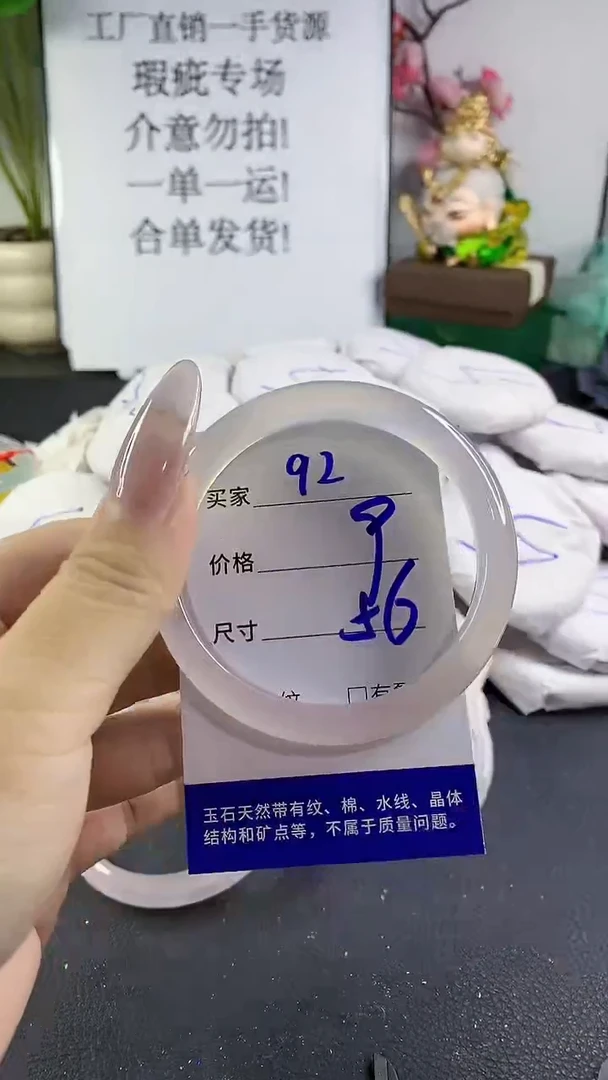 工厂直销一手货源
瑕疵专场
介意勿拍!
一单一运!
合单发货!
买家 92
价格 9
尺寸 56
纹 □有
玉石天然带有纹、棉、水线、晶体
结构和矿点等，不属于质量问题。